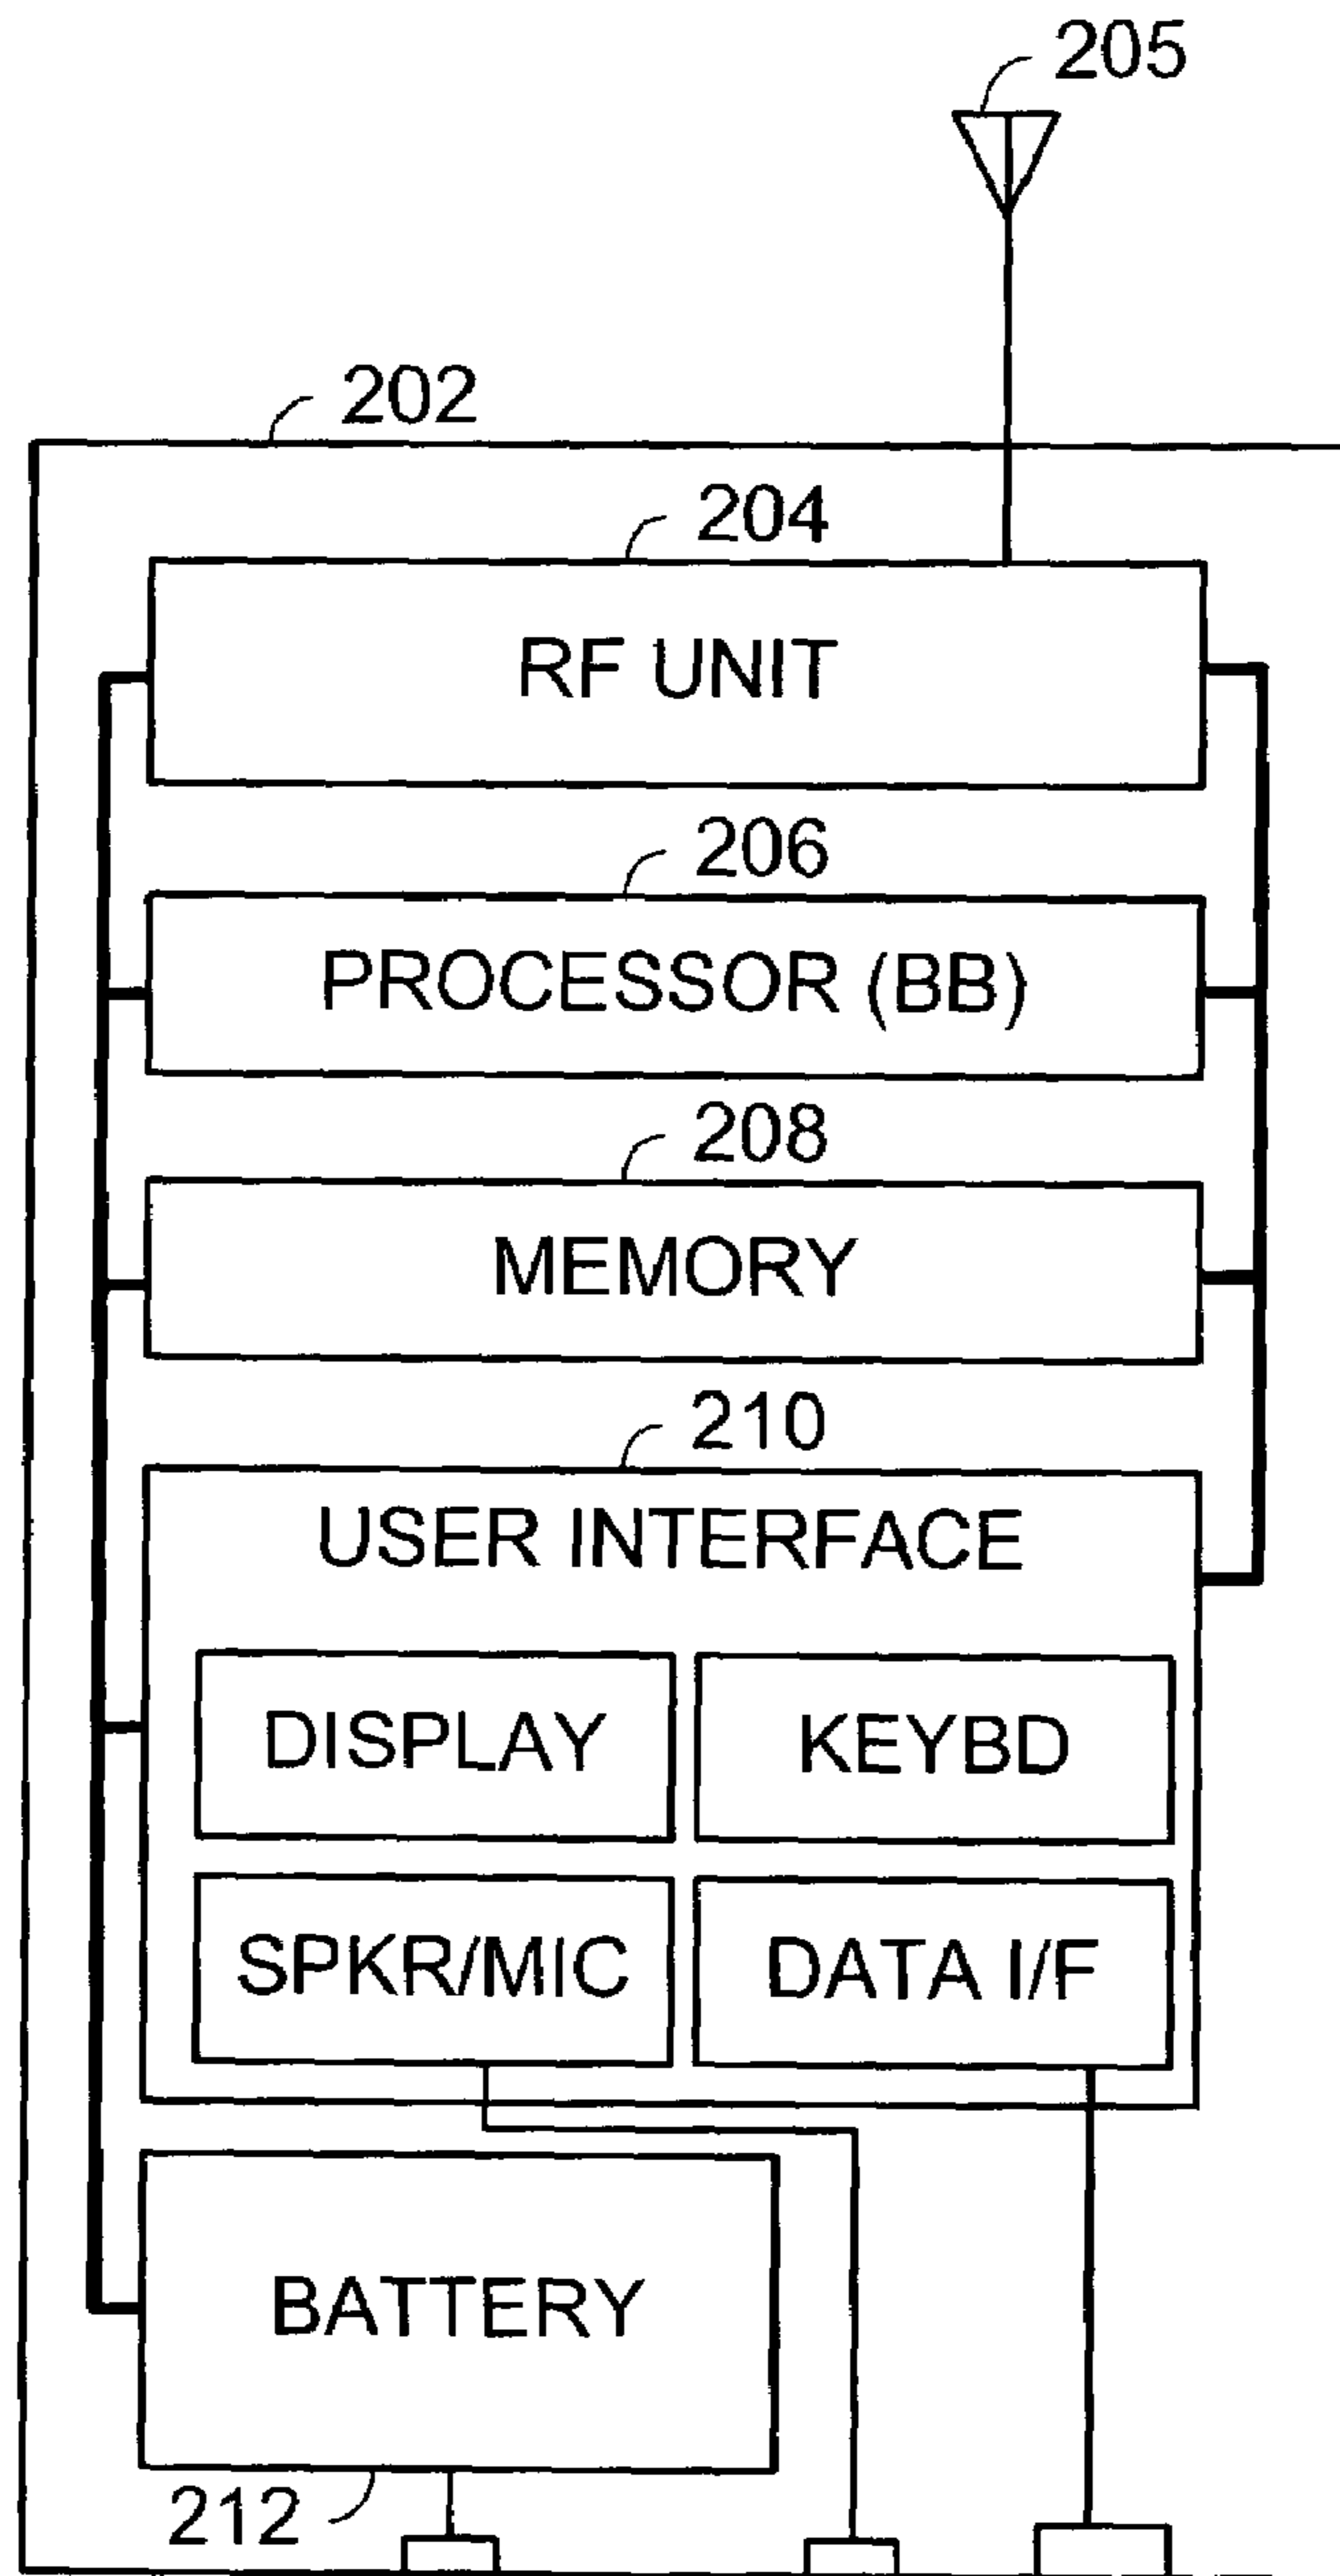 205
202
204
RF UNIT
206
PROCESSOR (BB)
208
MEMORY
210
USER INTERFACE
DISPLAY
KEYBD
SPKR/MIC
DATA I/F
BATTERY
212